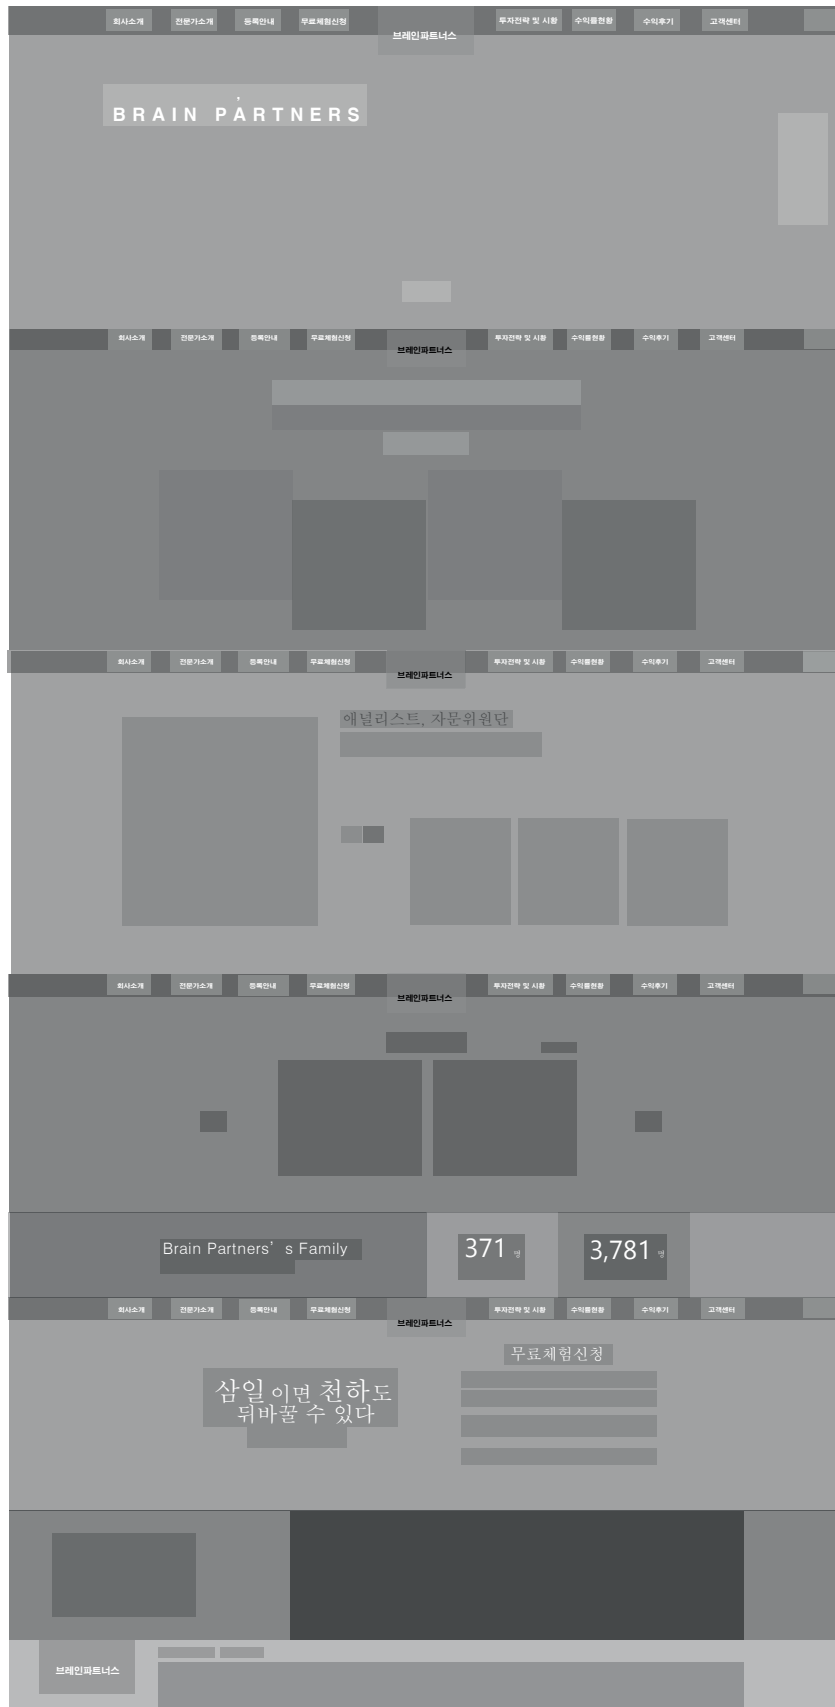 회사소개 전문가소개 등록안내 무료체험신청 브레인파트너스 투자전략 및 시황 수익률현황 수익후기 고객센터
BRAIN PA'RTNERS
회사소개 전문가소개 등록안내 무료체험신청 브레인파트너스 투자전략 및 시황 수익률현황 수익후기 고객센터
회사소개 전문가소개 등록안내 무료체험신청 브레인파트너스 투자전략 및 시황 수익률현황 수익후기 고객센터
애널리스트, 자문위원단
회사소개 전문가소개 등록안내 무료체험신청 브레인파트너스 투자전략 및 시황 수익률현황 수익후기 고객센터
Brain Partners’s Family 371 명 3,781 명
회사소개 전문가소개 등록안내 무료체험신청 브레인파트너스 투자전략 및 시황 수익률현황 수익후기 고객센터
무료체험신청
삼일 이면 천하도
뒤바꿀 수 있다
브레인파트너스